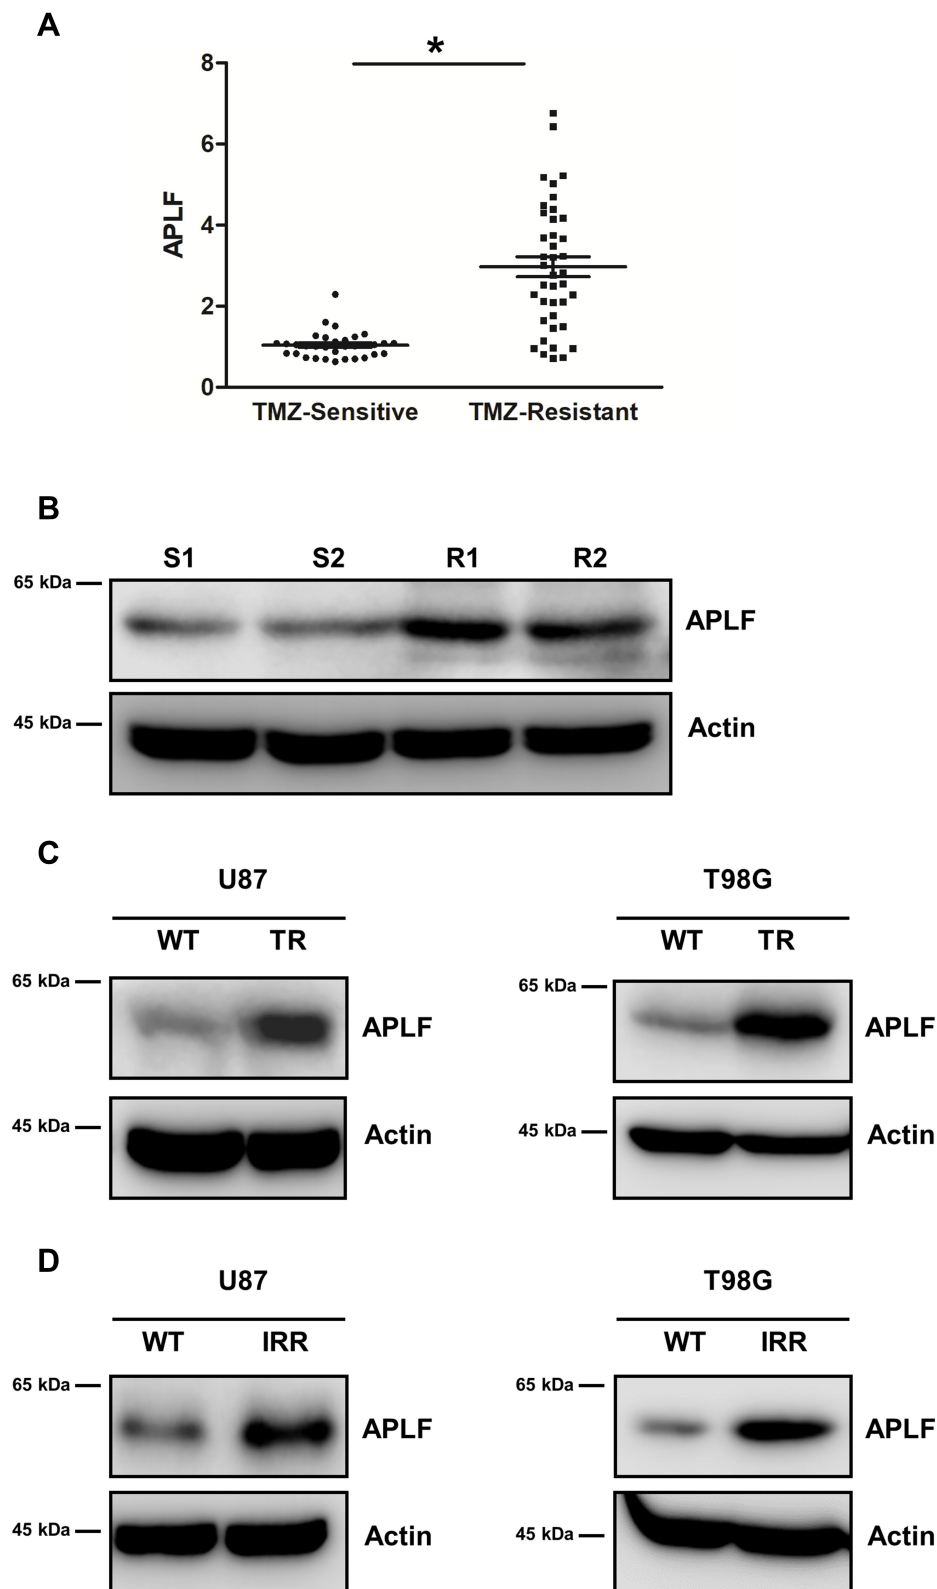 A
*
8
6
4
2
0
APLF
TMZ-Sensitive TMZ-Resistant
B
S1 S2 R1 R2
65 kDa
APLF
45 kDa
Actin
C
U87 T98G
WT TR WT TR
65 kDa 65 kDa
APLF APLF
45 kDa 45 kDa
Actin Actin
D
U87 T98G
WT IRR WT IRR
65 kDa 65 kDa
APLF APLF
45 kDa 45 kDa
Actin Actin